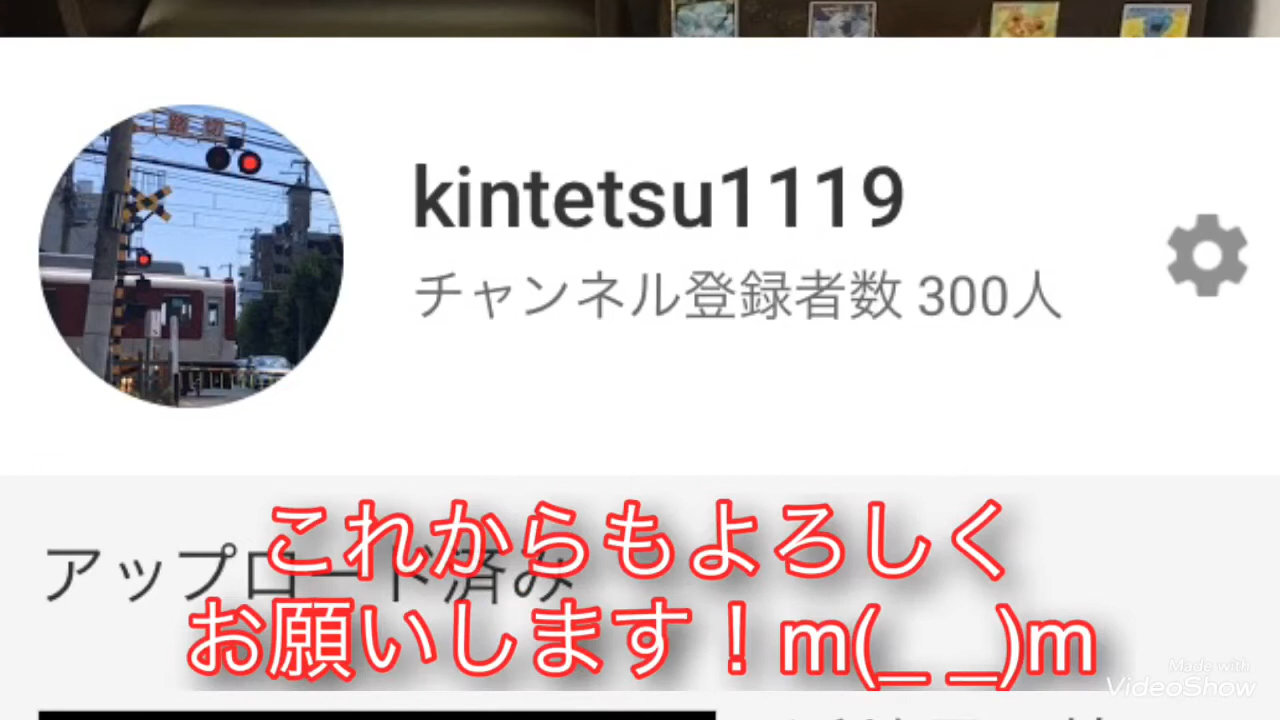 踏切
kintetsu1119
チャンネル登録者数 300人
アップロード済み
これからもよろしく
お願いします！m(_ _)m
Made with
VideoShow